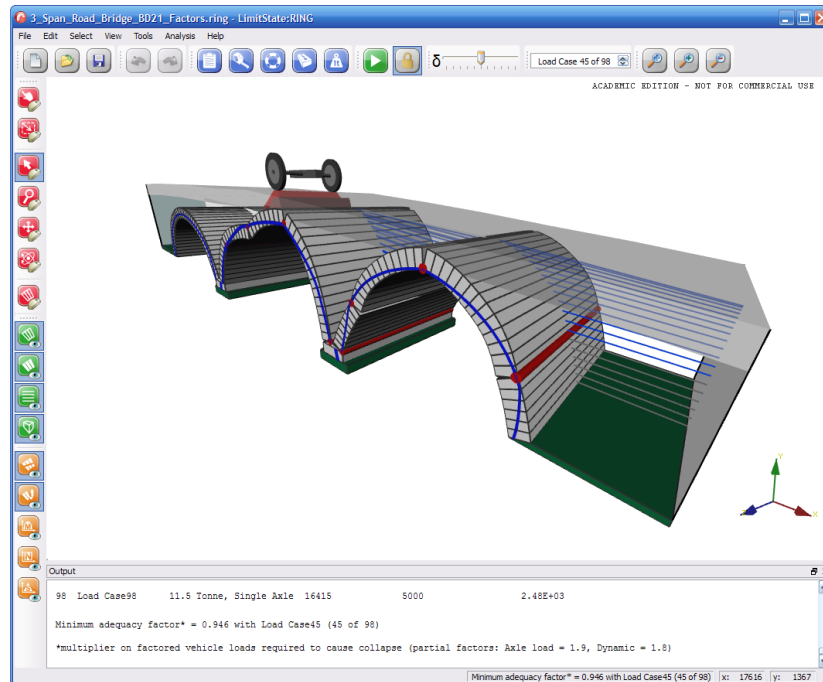 3_Span_Road_Bridge_BD21_Factors.ring - LimitState:RING
File Edit Select View Tools Analysis Help
δ Load Case 45 of 98
ACADEMIC EDITION - NOT FOR COMMERCIAL USE
Y
X
Output
98 Load Case98 11.5 Tonne, Single Axle 16415 5000 2.48E+03
Minimum adequacy factor* = 0.946 with Load Case45 (45 of 98)
*multiplier on factored vehicle loads required to cause collapse (partial factors: Axle load = 1.9, Dynamic = 1.8)
Minimum adequacy factor* = 0.946 with Load Case45 (45 of 98) x: 17616 y: 1367